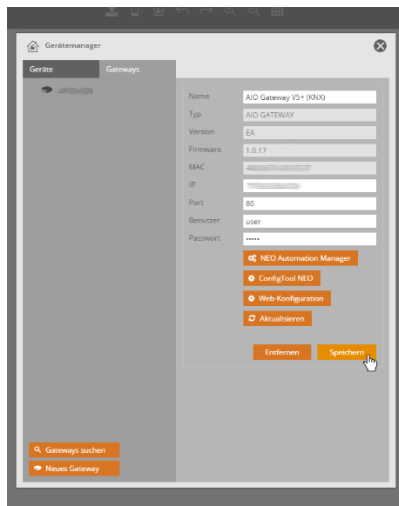 Gerätemanager
Geräte Gateways
Name AIO Gateway V5+ (KNX)
Typ AIO GATEWAY
Version EA
Firmware 1.0.17
MAC
IP
Port 80
Benutzer user
Passwort •••••
NEO Automation Manager
ConfigTool NEO
Web-Konfiguration
Aktualisieren
Entfernen Speichern
Gateways suchen
Neues Gateway